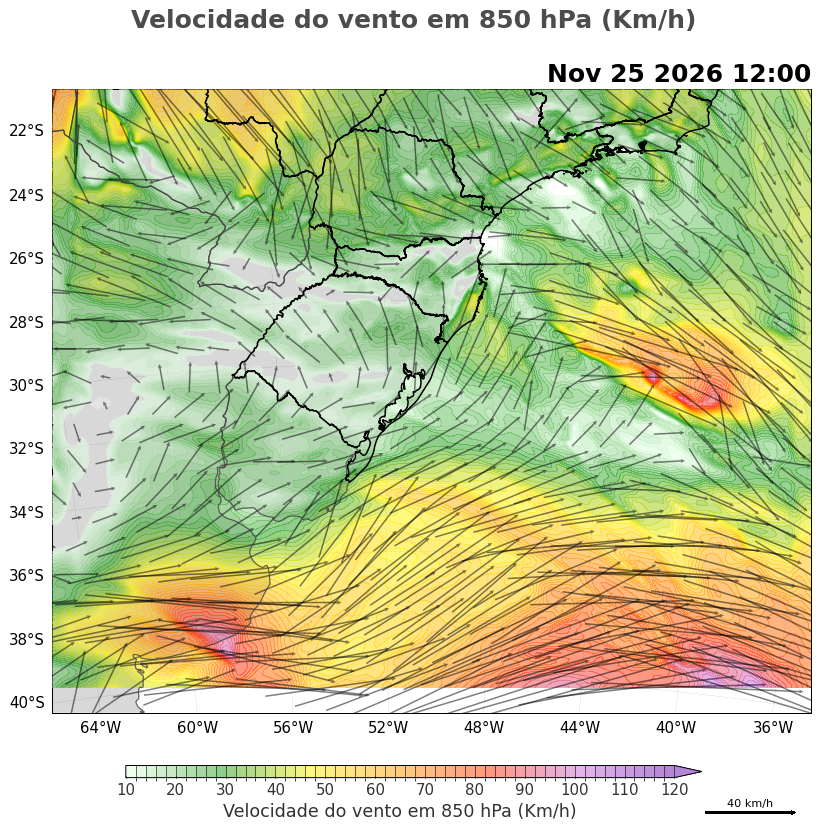 Velocidade do vento em 850 hPa (Km/h)
Nov 25 2026 12:00
22°S
24°S
26°S
28°S
30°S
32°S
34°S
36°S
38°S
40°S
64°W 60°W 56°W 52°W 48°W 44°W 40°W 36°W
10 20 30 40 50 60 70 80 90 100 110 120
40 km/h
Velocidade do vento em 850 hPa (Km/h)